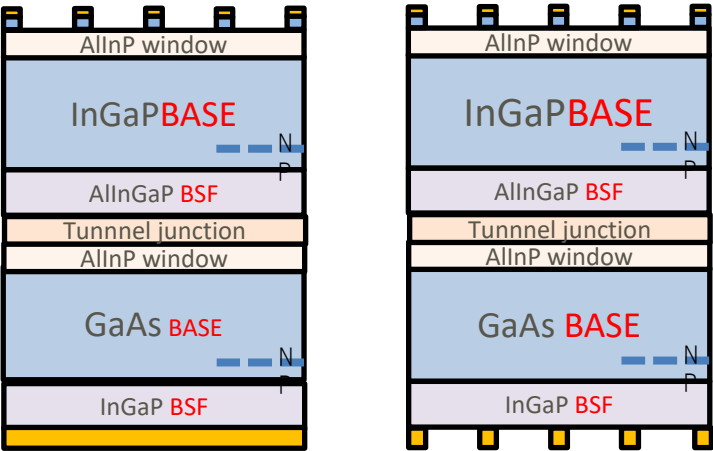 AlInP window
InGaPBASE
N
P
AlInGaP BSF
Tunnnel junction
AlInP window
GaAs BASE
N
P
InGaP BSF
AlInP window
InGaPBASE
N
P
AlInGaP BSF
Tunnnel junction
AlInP window
GaAs BASE
N
P
InGaP BSF